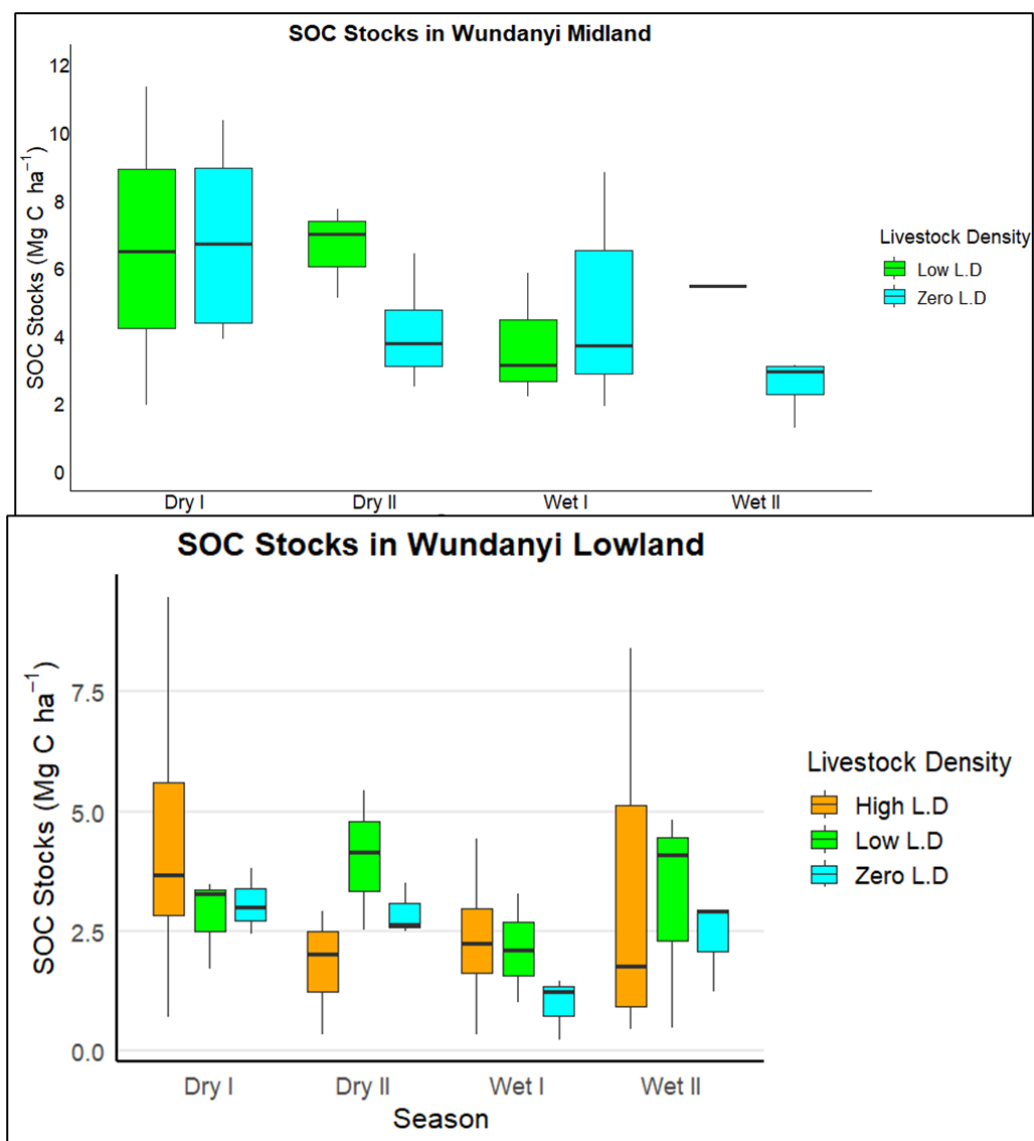 SOC Stocks in Wundanyi Midland
SOC Stocks (Mg C ha⁻¹)
12
10
8
6
4
2
0
Dry I
Dry II
Wet I
Wet II
Livestock Density
Low L.D
Zero L.D
SOC Stocks in Wundanyi Lowland
SOC Stocks (Mg C ha⁻¹)
7.5
5.0
2.5
0.0
Dry I
Dry II
Wet I
Wet II
Season
Livestock Density
High L.D
Low L.D
Zero L.D